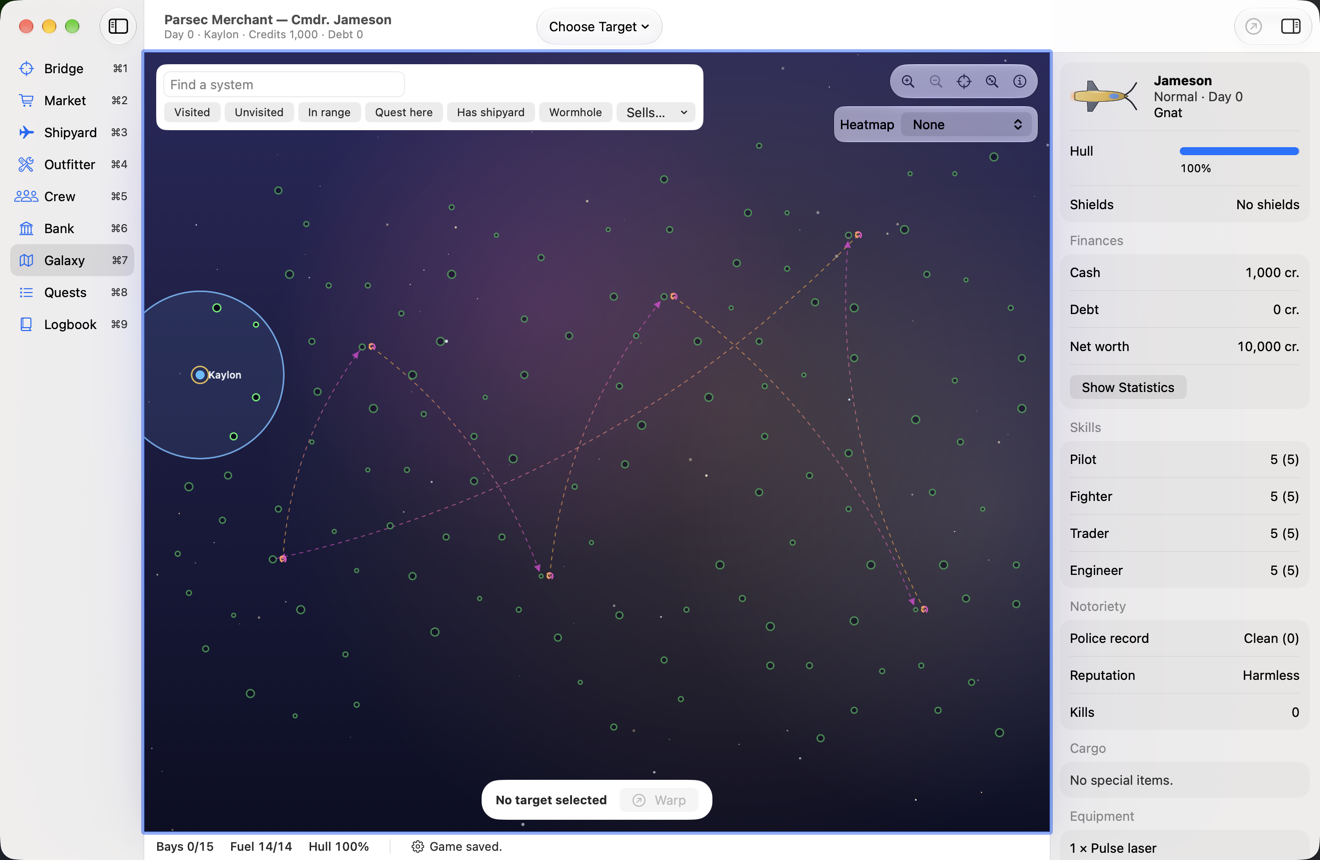 Parsec Merchant — Cmdr. Jameson
Day 0 · Kaylon · Credits 1,000 · Debt 0
Choose Target
Bridge ⌘1
Market ⌘2
Shipyard ⌘3
Outfitter ⌘4
Crew ⌘5
Bank ⌘6
Galaxy ⌘7
Quests ⌘8
Logbook ⌘9
Find a system
Visited
Unvisited
In range
Quest here
Has shipyard
Wormhole
Sells...
Heatmap None
Kaylon
No target selected
Warp
Bays 0/15 Fuel 14/14 Hull 100% Game saved.
Jameson
Normal · Day 0
Gnat
Hull
100%
Shields No shields
Finances
Cash 1,000 cr.
Debt 0 cr.
Net worth 10,000 cr.
Show Statistics
Skills
Pilot 5 (5)
Fighter 5 (5)
Trader 5 (5)
Engineer 5 (5)
Notoriety
Police record Clean (0)
Reputation Harmless
Kills 0
Cargo
No special items.
Equipment
1 × Pulse laser